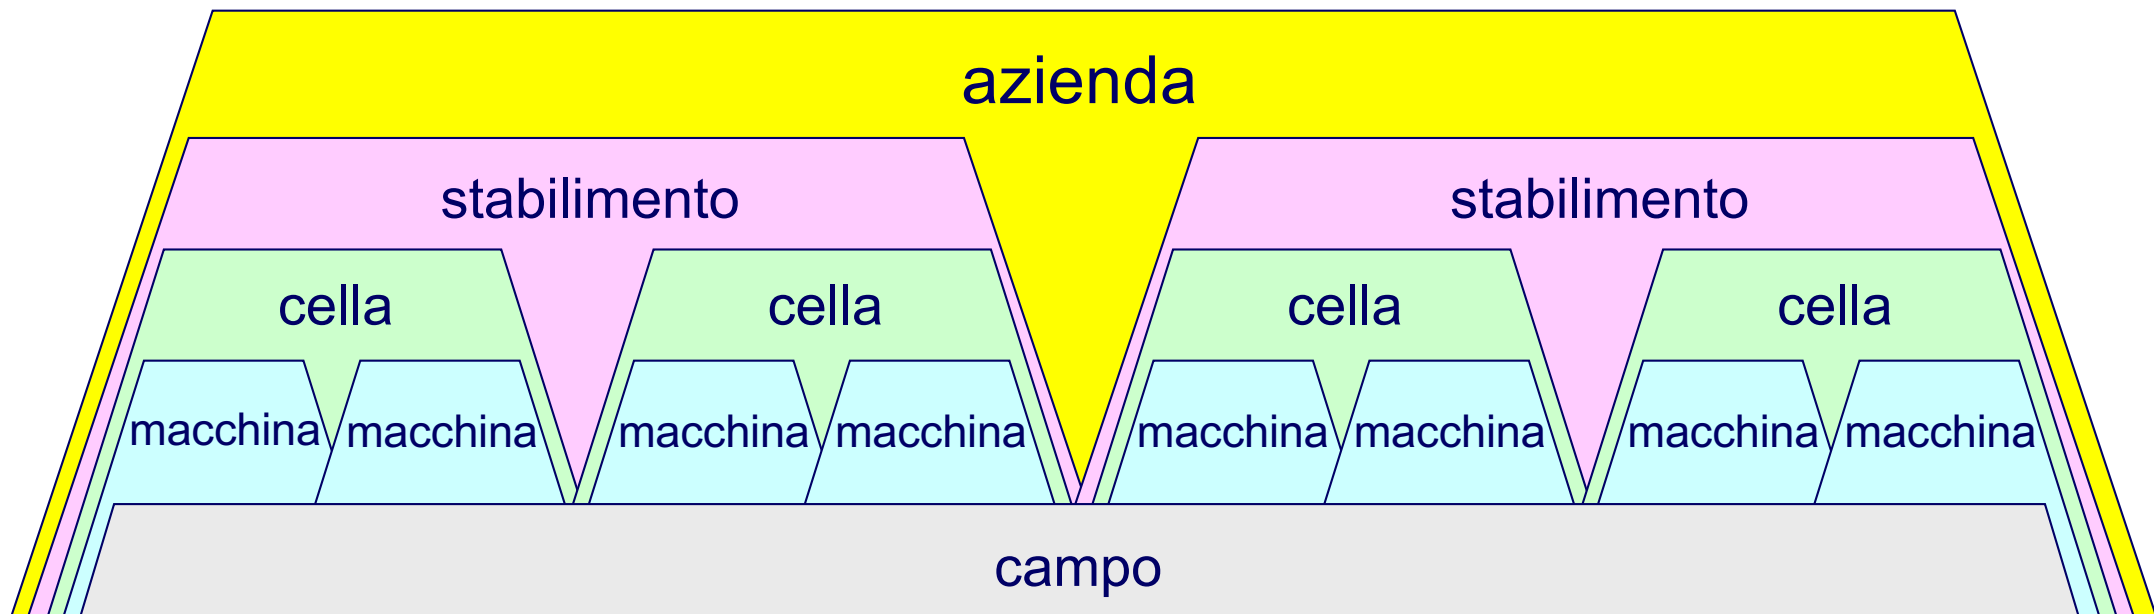 azienda
stabilimento stabilimento
cella cella cella cella
macchina macchina macchina macchina macchina macchina macchina macchina
campo